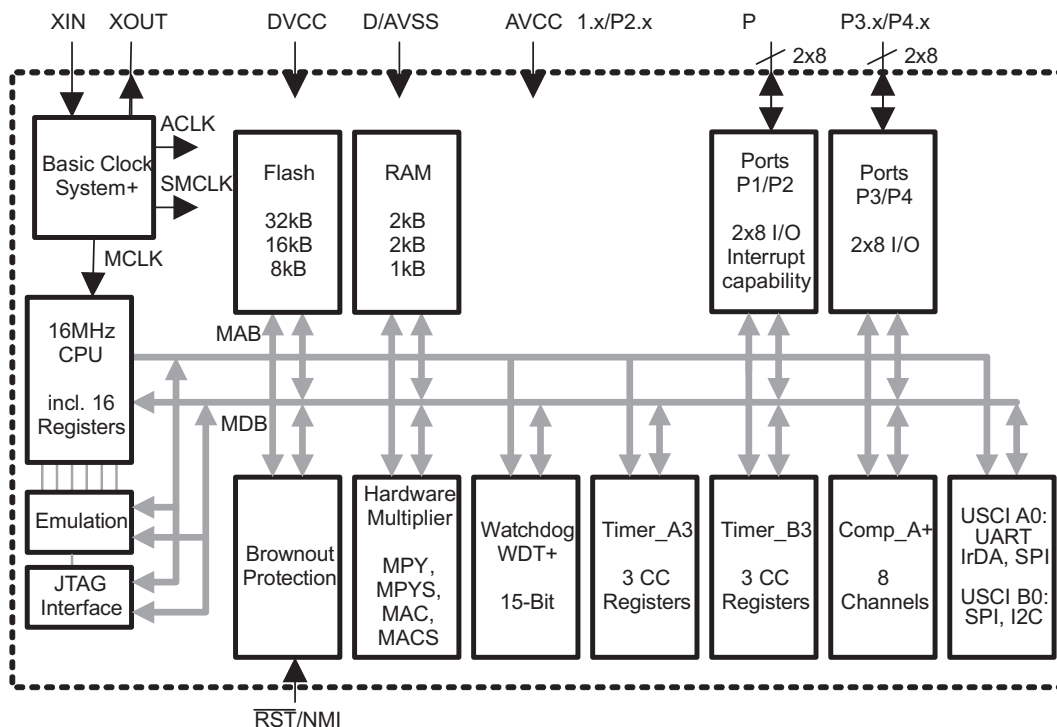 XIN XOUT DVCC D/AVSS AVCC 1.x/P2.x P P3.x/P4.x
2x8 2x8
ACLK
Basic Clock
System+
SMCLK
MCLK
Flash
32kB
16kB
8kB
RAM
2kB
2kB
1kB
Ports
P1/P2
2x8 I/O
Interrupt
capability
Ports
P3/P4
2x8 I/O
16MHz
CPU
incl. 16
Registers
MAB
MDB
Emulation
JTAG
Interface
Brownout
Protection
Hardware
Multiplier
MPY,
MPYS,
MAC,
MACS
Watchdog
WDT+
15-Bit
Timer_A3
3 CC
Registers
Timer_B3
3 CC
Registers
Comp_A+
8
Channels
USCI A0:
UART
IrDA, SPI
USCI B0:
SPI, I2C
RST/NMI